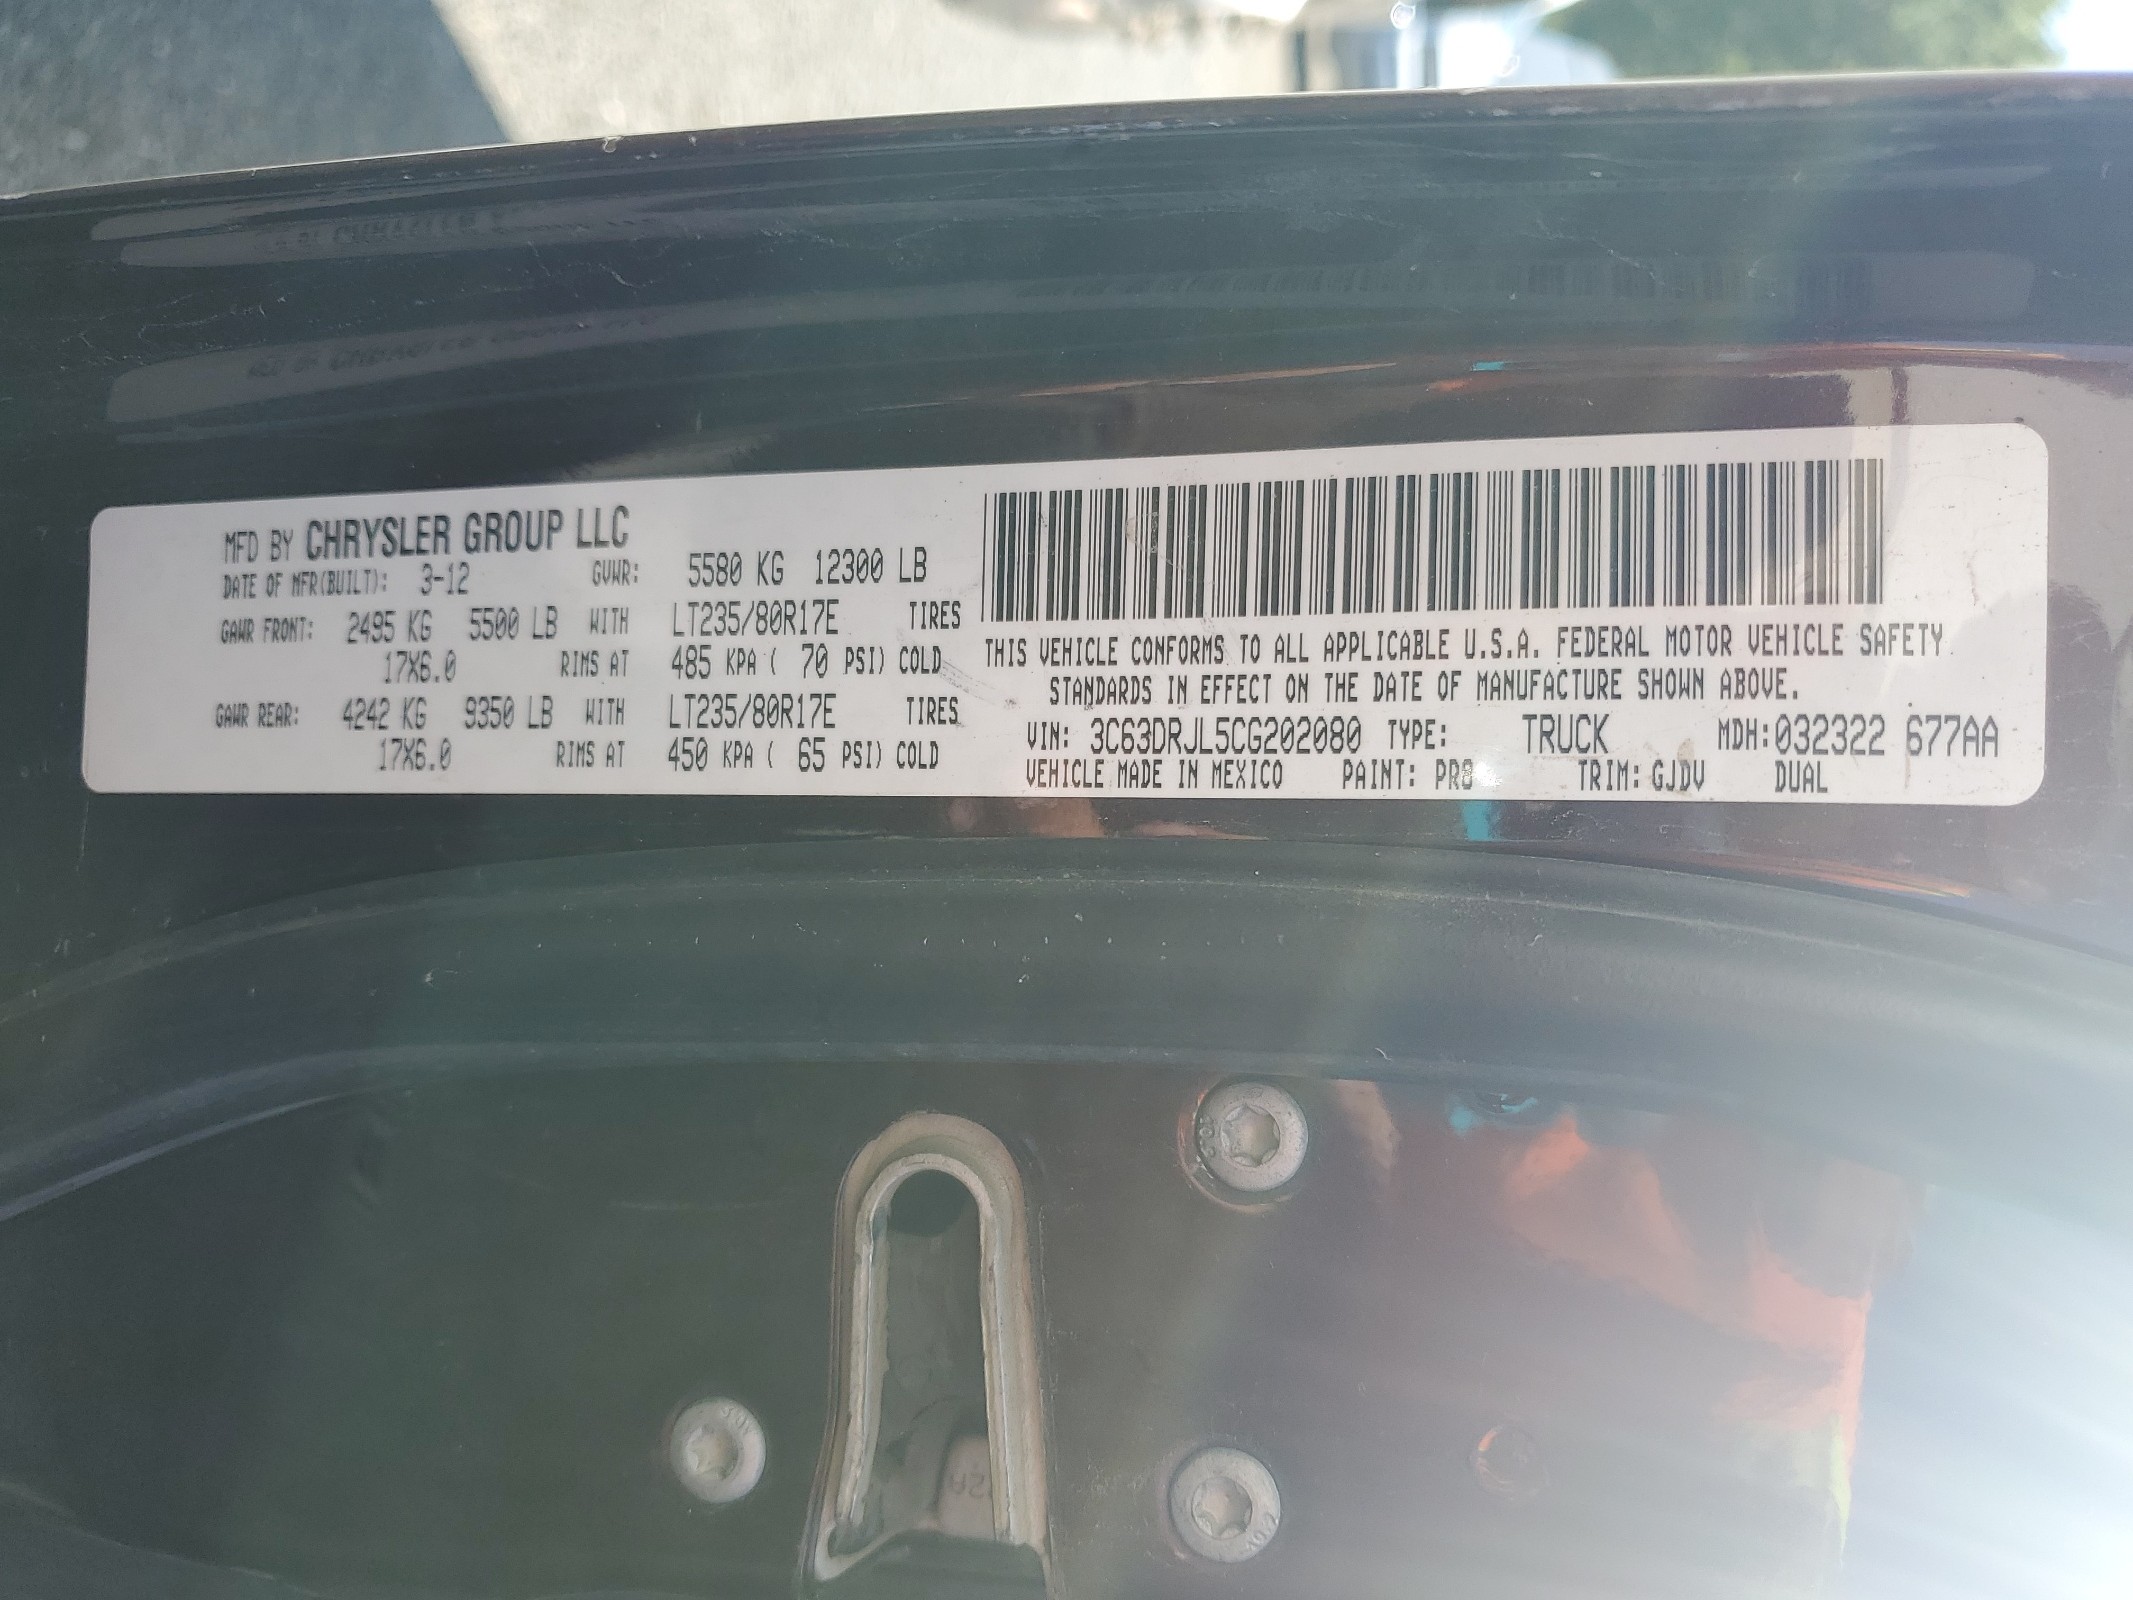 MFD BY CHRYSLER GROUP LLC
DATE OF MFR(BUILT): 3-12 GVWR: 5580 KG 12300 LB
GAWR FRONT: 2495 KG 5500 LB WITH LT235/80R17E TIRES
17X6.0 RIMS AT 485 KPA ( 70 PSI) COLD
GAWR REAR: 4242 KG 9350 LB WITH LT235/80R17E TIRES
17X6.0 RIMS AT 450 KPA ( 65 PSI) COLD
THIS VEHICLE CONFORMS TO ALL APPLICABLE U.S.A. FEDERAL MOTOR VEHICLE SAFETY
STANDARDS IN EFFECT ON THE DATE OF MANUFACTURE SHOWN ABOVE.
VIN: 3C63DRJL5CG202080 TYPE: TRUCK MDH:032322 677AA
VEHICLE MADE IN MEXICO PAINT: PR8 TRIM: GJDV DUAL